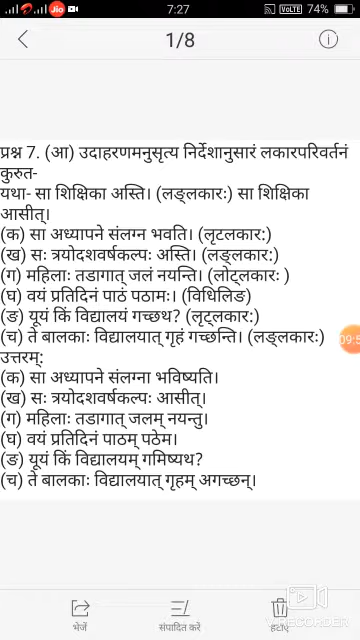 7:27
VoLTE 74%
1/8
प्रश्न 7. (आ) उदाहरणमनुसृत्य निर्देशानुसारं लकारपरिवर्तनं
कुरुत-
यथा- सा शिक्षिका अस्ति। (लङ्लकारः) सा शिक्षिका
आसीत्।
(क) सा अध्यापने संलग्न भवति। (लृटलकार:)
(ख) सः त्रयोदशवर्षकल्पः अस्ति। (लङ्लकार:)
(ग) महिलाः तडागात् जलं नयन्ति। (लोट्लकारः )
(घ) वयं प्रतिदिनं पाठं पठामः। (विधिलिङ)
(ङ) यूयं किं विद्यालयं गच्छथ? (लृट्लकार:)
(च) ते बालकाः विद्यालयात् गृहं गच्छन्ति। (लङ्लकारः)
उत्तरम्:
(क) सा अध्यापने संलग्ना भविष्यति।
(ख) सः त्रयोदशवर्षकल्पः आसीत्।
(ग) महिलाः तडागात् जलम् नयन्तु।
(घ) वयं प्रतिदिनं पाठम् पठेम।
(ङ) यूयं किं विद्यालयम् गमिष्यथ?
(च) ते बालकाः विद्यालयात् गृहम् अगच्छन्।
भेजें संपादित करें हटाएं